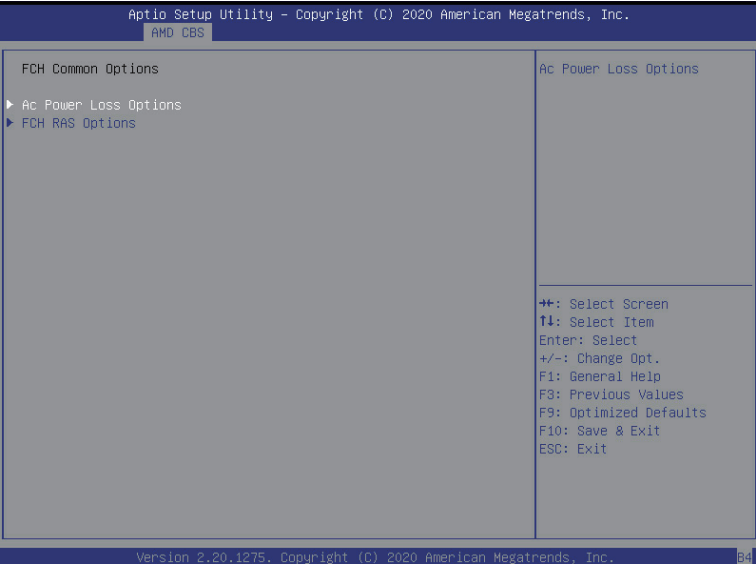 Aptio Setup Utility – Copyright (C) 2020 American Megatrends, Inc.
AMD CBS
FCH Common Options
Ac Power Loss Options
FCH RAS Options
Ac Power Loss Options
→←: Select Screen
↑↓: Select Item
Enter: Select
+/-: Change Opt.
F1: General Help
F3: Previous Values
F9: Optimized Defaults
F10: Save & Exit
ESC: Exit
Version 2.20.1275. Copyright (C) 2020 American Megatrends, Inc.
B4